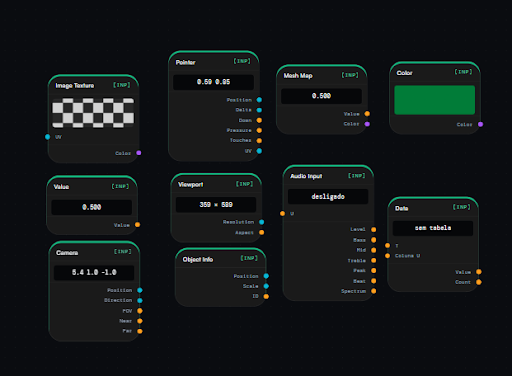 Image Texture [INP]
UV
Color
Pointer [INP]
0.59 0.85
Position
Delta
Down
Pressure
Touches
UV
Mesh Map [INP]
0.500
Value
Color
Color [INP]
Color
Value [INP]
0.500
Value
Viewport [INP]
359 × 589
Resolution
Aspect
Audio Input [INP]
desligado
U
Level
Bass
Mid
Treble
Peak
Beat
Spectrum
Data [INP]
sem tabela
T
Coluna U
Value
Count
Camera [INP]
5.4 1.0 -1.0
Position
Direction
FOV
Near
Far
Object Info [INP]
Position
Scale
ID